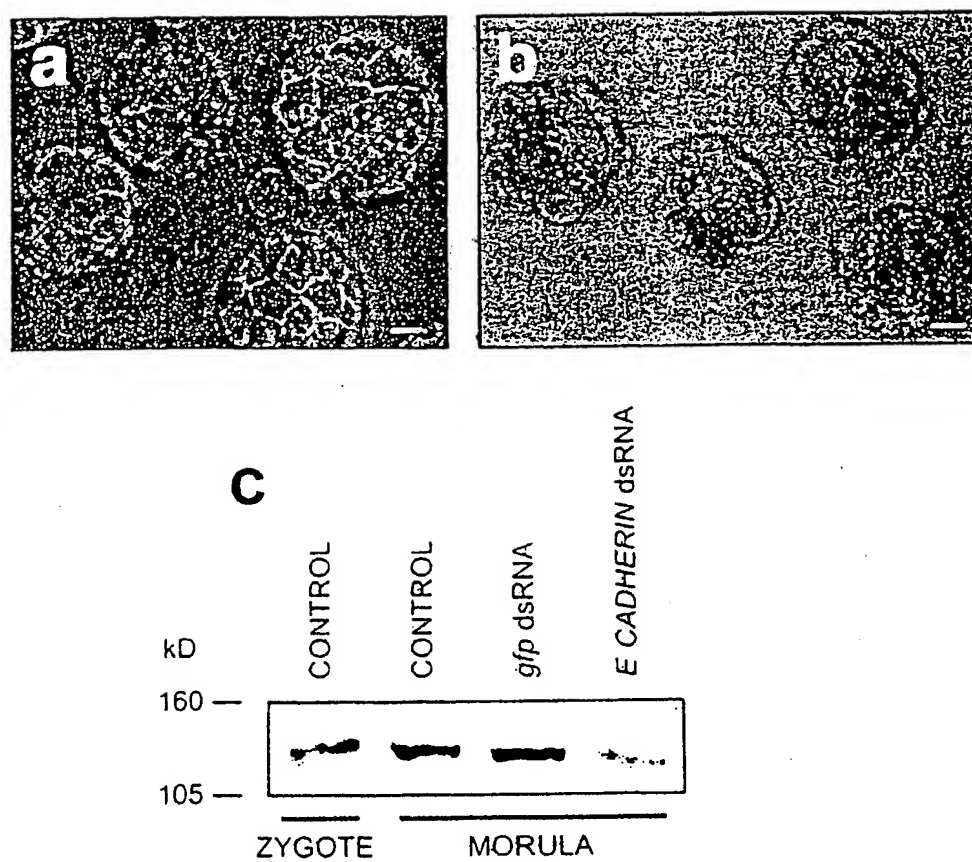 a
b
C
kD
CONTROL
CONTROL
gfp dsRNA
E CADHERIN dsRNA
160
105
ZYGOTE
MORULA